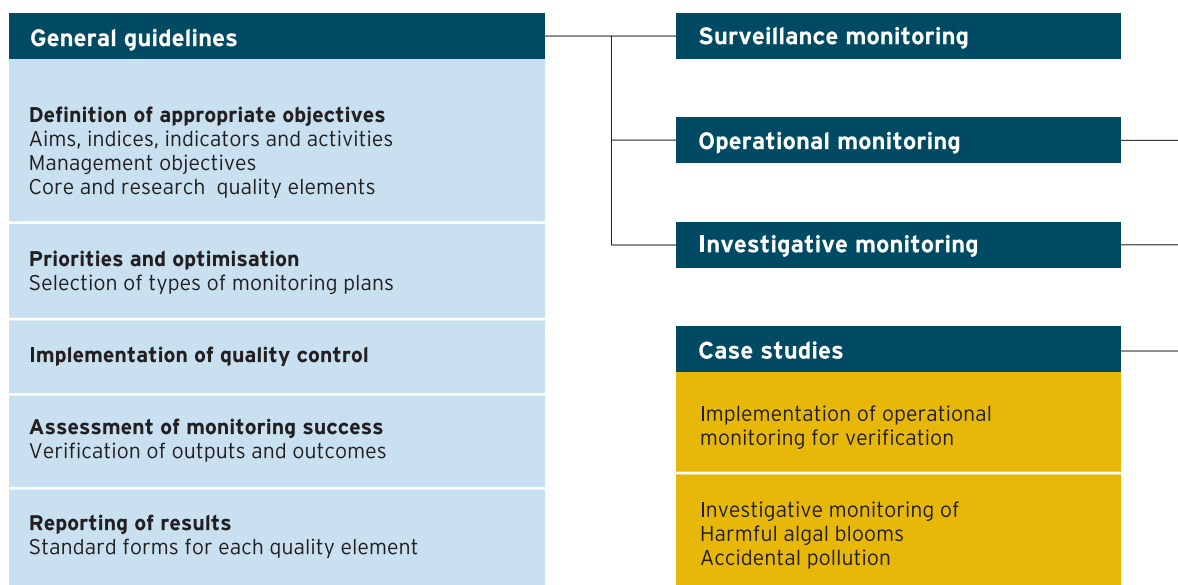 General guidelines
Definition of appropriate objectives
Aims, indices, indicators and activities
Management objectives
Core and research quality elements
Priorities and optimisation
Selection of types of monitoring plans
Implementation of quality control
Assessment of monitoring success
Verification of outputs and outcomes
Reporting of results
Standard forms for each quality element
Surveillance monitoring
Operational monitoring
Investigative monitoring
Case studies
Implementation of operational
monitoring for verification
Investigative monitoring of
Harmful algal blooms
Accidental pollution